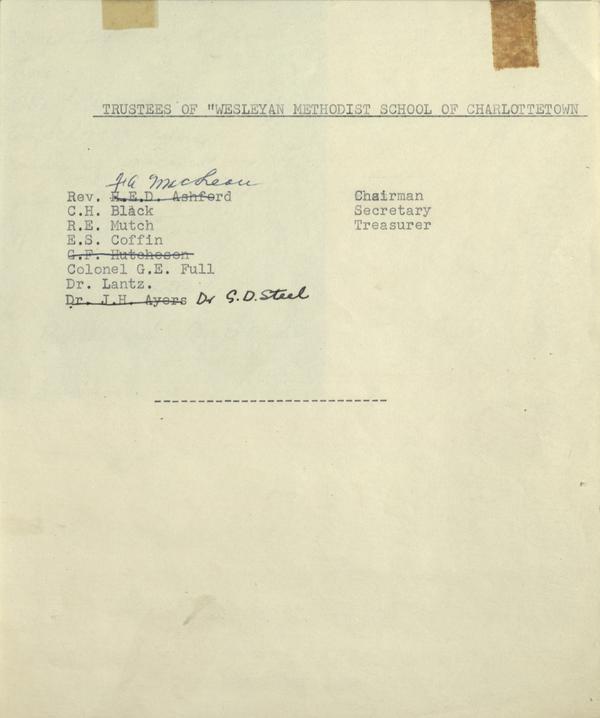 TRUSTEES OF "WESLEYAN METHODIST SCHOOL OF CHARLOTTETOWN
Rev. H.E.D. Ashford Chairman
C.H. Black Secretary
R.E. Mutch Treasurer
E.S. Coffin
G.F. Hutcheson
Colonel G.E. Full
Dr. Lantz.
Dr. J.H. Ayers Dr G.D. Steel